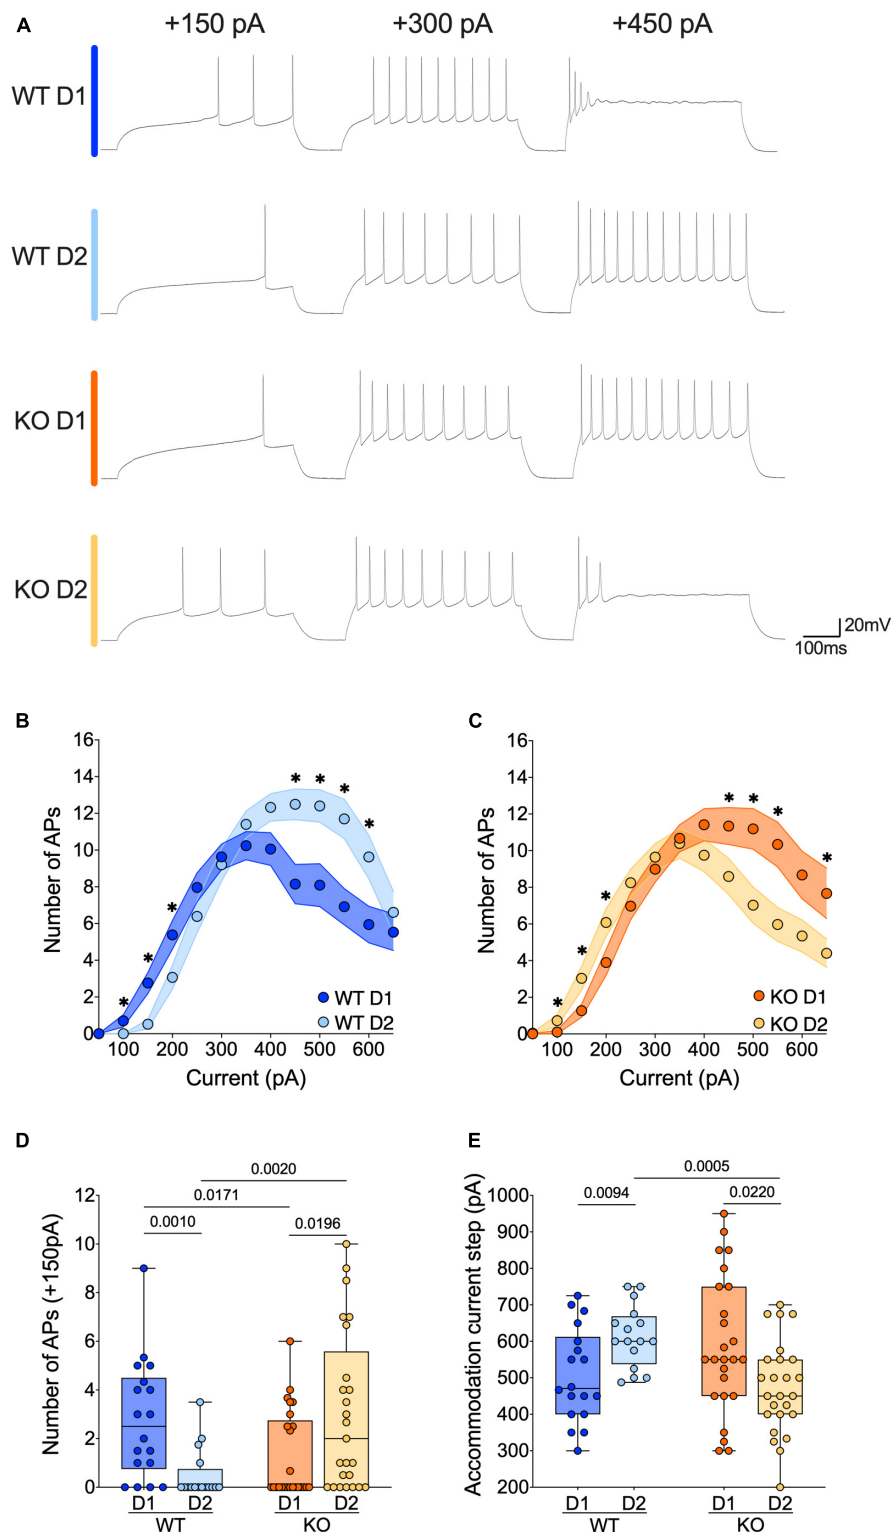 A
+150 pA +300 pA +450 pA
WT D1
WT D2
KO D1
KO D2
20mV
100ms
B
16
14
12
10
8
6
4
2
0
Number of APs
* * * * * * *
WT D1
WT D2
100 200 300 400 500 600
Current (pA)
C
16
14
12
10
8
6
4
2
0
Number of APs
* * * * * * *
KO D1
KO D2
100 200 300 400 500 600
Current (pA)
D
0.0020
0.0171
0.0010 0.0196
12
10
8
6
4
2
0
Number of APs (+150pA)
D1 D2 D1 D2
WT KO
E
0.0005
0.0094 0.0220
1000
900
800
700
600
500
400
300
200
Accommodation current step (pA)
D1 D2 D1 D2
WT KO